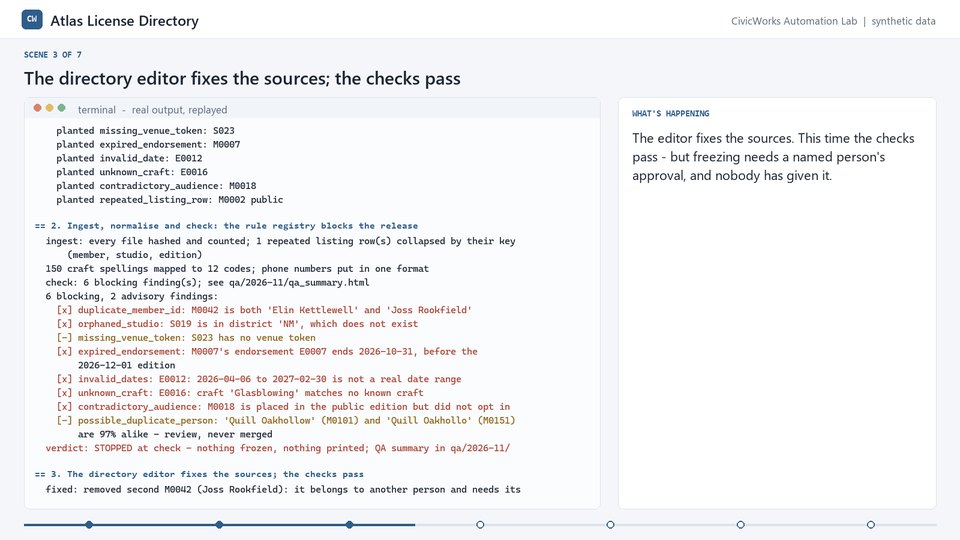 CW Atlas License Directory
CivicWorks Automation Lab | synthetic data
SCENE 3 OF 7
The directory editor fixes the sources; the checks pass
terminal - real output, replayed
planted missing_venue_token: S023
planted expired_endorsement: M0007
planted invalid_date: E0012
planted unknown_craft: E0016
planted contradictory_audience: M0018
planted repeated_listing_row: M0002 public
== 2. Ingest, normalise and check: the rule registry blocks the release
ingest: every file hashed and counted; 1 repeated listing row(s) collapsed by their key
(member, studio, edition)
150 craft spellings mapped to 12 codes; phone numbers put in one format
check: 6 blocking finding(s); see qa/2026-11/qa_summary.html
6 blocking, 2 advisory findings:
[x] duplicate_member_id: M0042 is both 'Elin Kettlewell' and 'Joss Rookfield'
[x] orphaned_studio: S019 is in district 'NM', which does not exist
[-] missing_venue_token: S023 has no venue token
[x] expired_endorsement: M0007's endorsement E0007 ends 2026-10-31, before the
2026-12-01 edition
[x] invalid_dates: E0012: 2026-04-06 to 2027-02-30 is not a real date range
[x] unknown_craft: E0016: craft 'Glasblowing' matches no known craft
[x] contradictory_audience: M0018 is placed in the public edition but did not opt in
[-] possible_duplicate_person: 'Quill Oakhollow' (M0101) and 'Quill Oakhollo' (M0151)
are 97% alike - review, never merged
verdict: STOPPED at check - nothing frozen, nothing printed; QA summary in qa/2026-11/
== 3. The directory editor fixes the sources; the checks pass
fixed: removed second M0042 (Joss Rookfield): it belongs to another person and needs its
WHAT'S HAPPENING
The editor fixes the sources. This time the checks
pass - but freezing needs a named person's
approval, and nobody has given it.